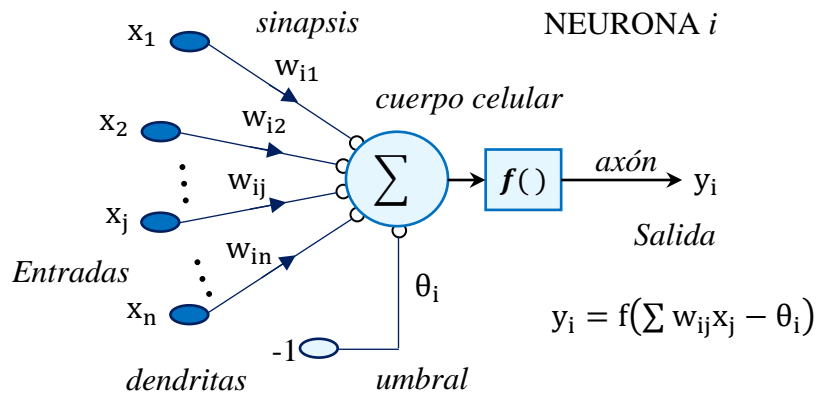 x₁ sinapsis NEURONA i
wᵢ₁
cuerpo celular
x₂ wᵢ₂
∑ f() axón yᵢ
xⱼ wᵢⱼ
Salida
Entradas wᵢₙ
θᵢ
xₙ yᵢ = f(∑ wᵢⱼxⱼ − θᵢ)
-1
dendritas umbral